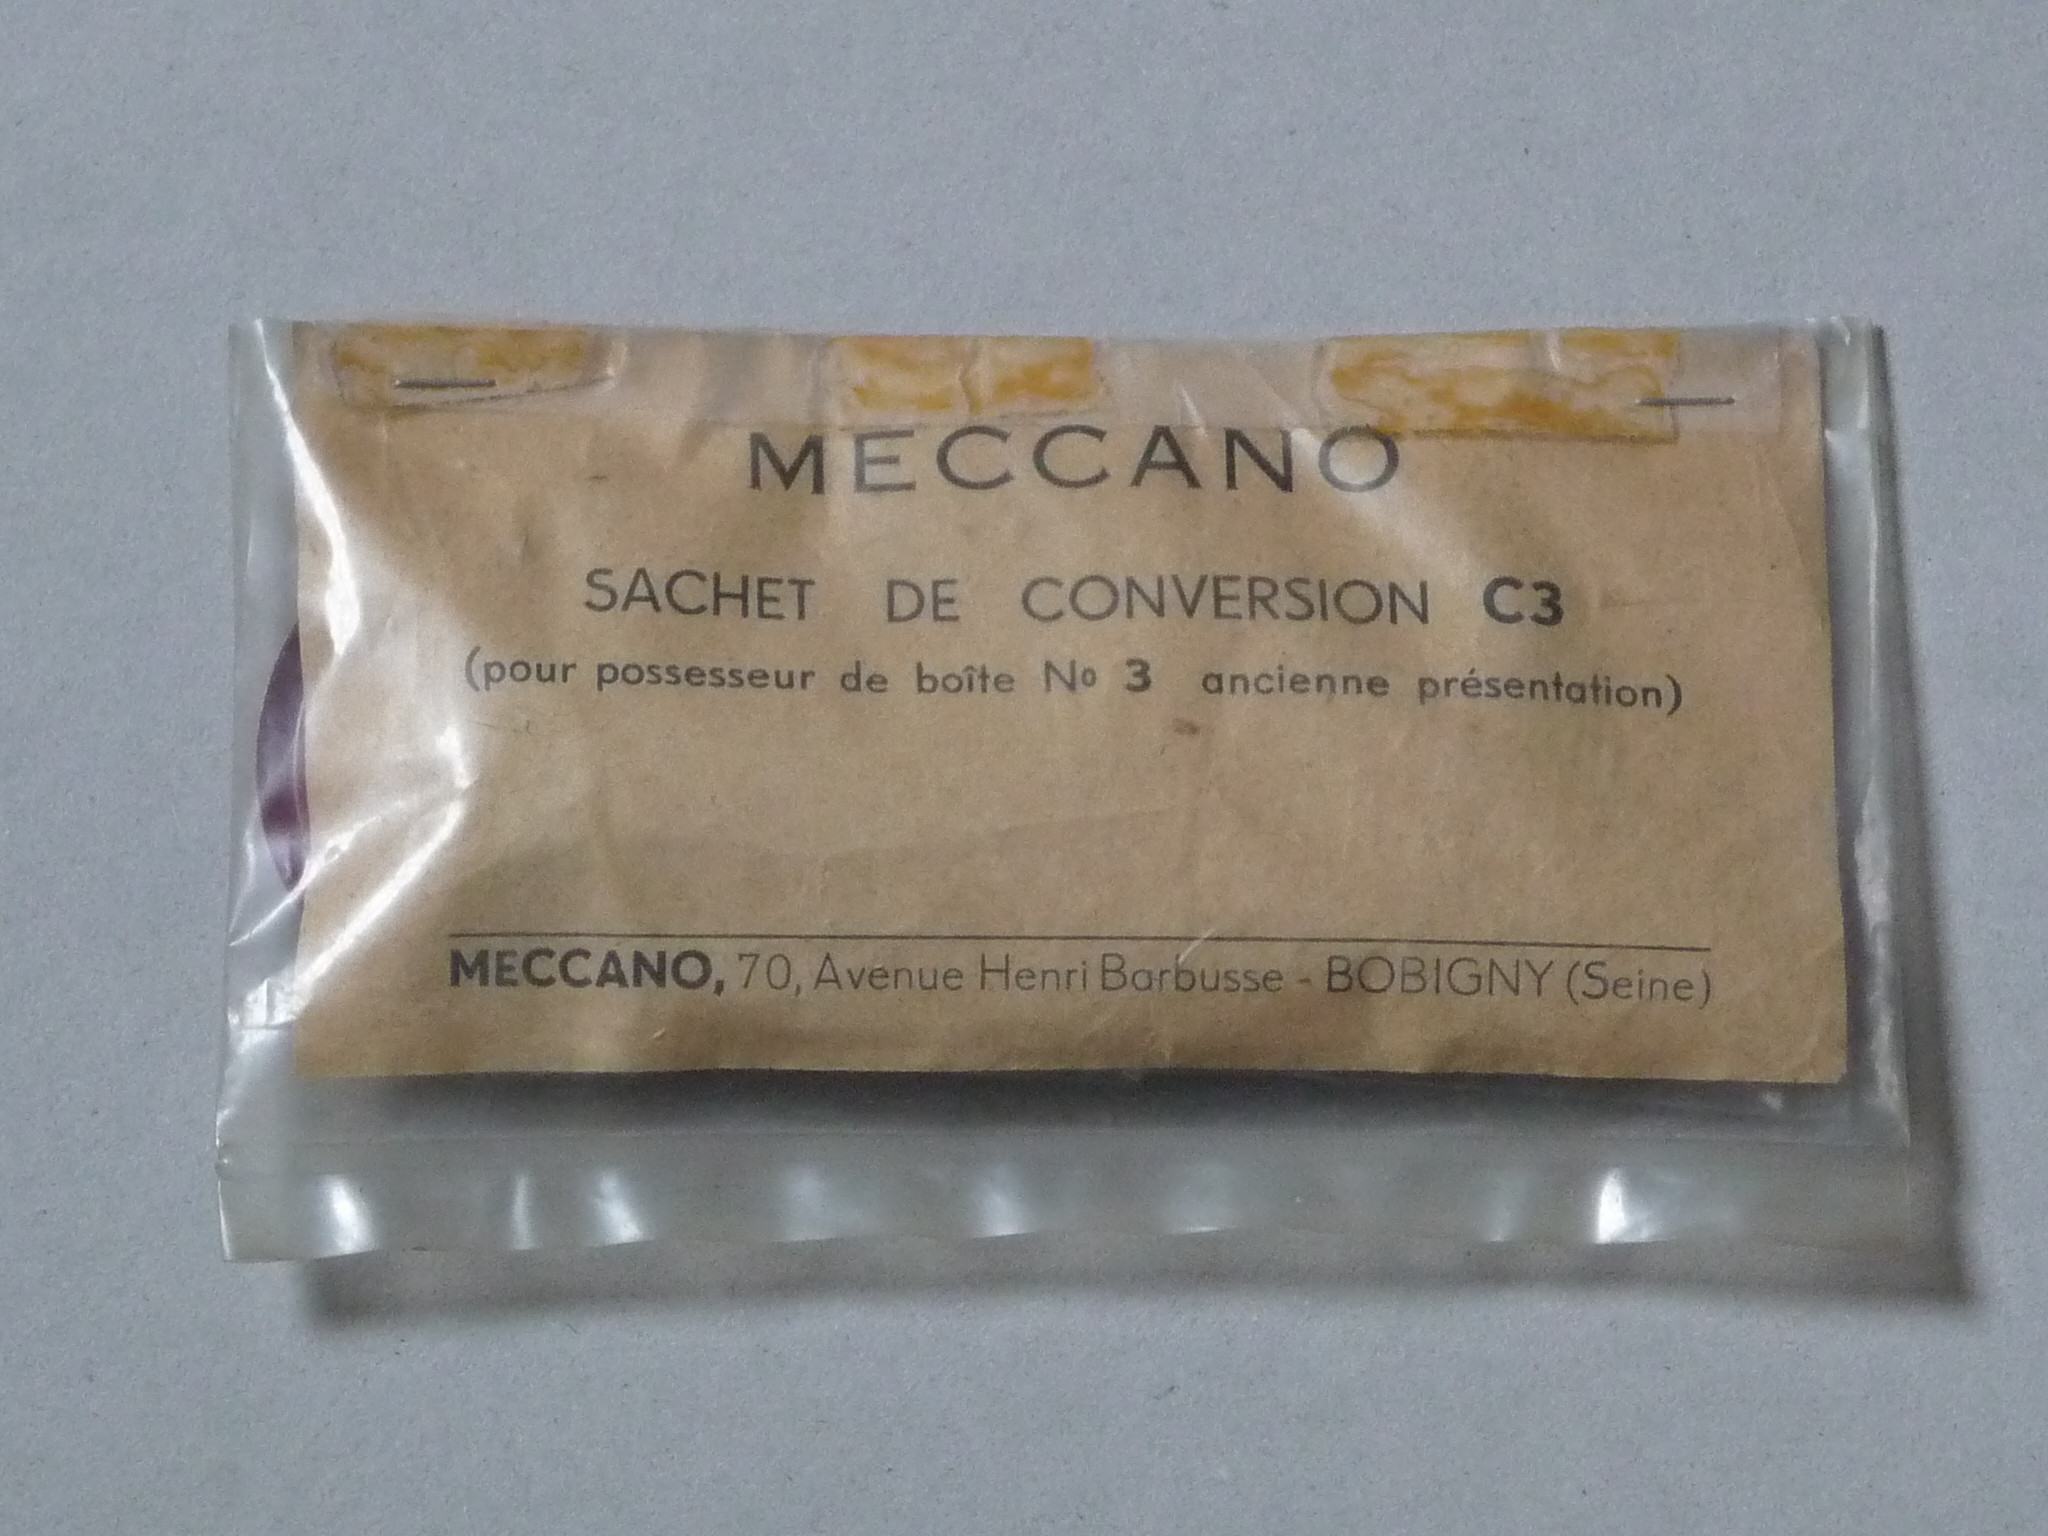 MECCANO
SACHET DE CONVERSION C3
(pour possesseur de boîte No 3 ancienne présentation)
MECCANO, 70, Avenue Henri Barbusse - BOBIGNY (Seine)